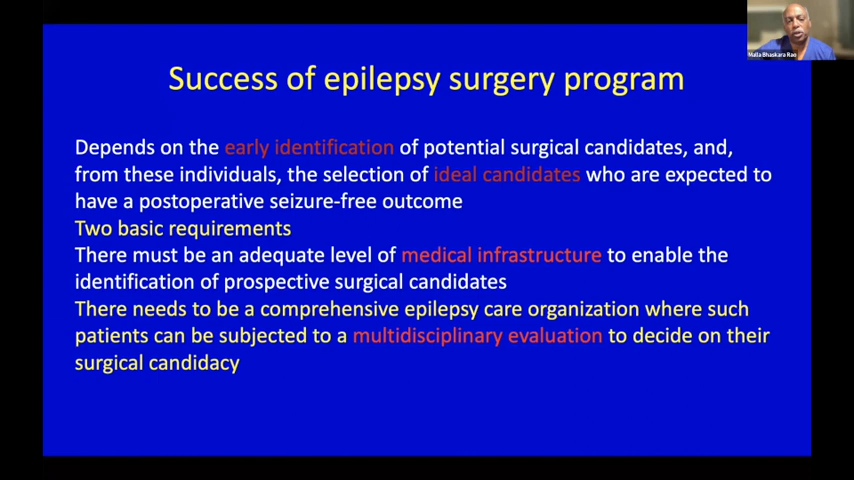 Success of epilepsy surgery program
Depends on the early identification of potential surgical candidates, and,
from these individuals, the selection of ideal candidates who are expected to
have a postoperative seizure-free outcome
Two basic requirements
There must be an adequate level of medical infrastructure to enable the
identification of prospective surgical candidates
There needs to be a comprehensive epilepsy care organization where such
patients can be subjected to a multidisciplinary evaluation to decide on their
surgical candidacy
Malla Bhaskara Rao